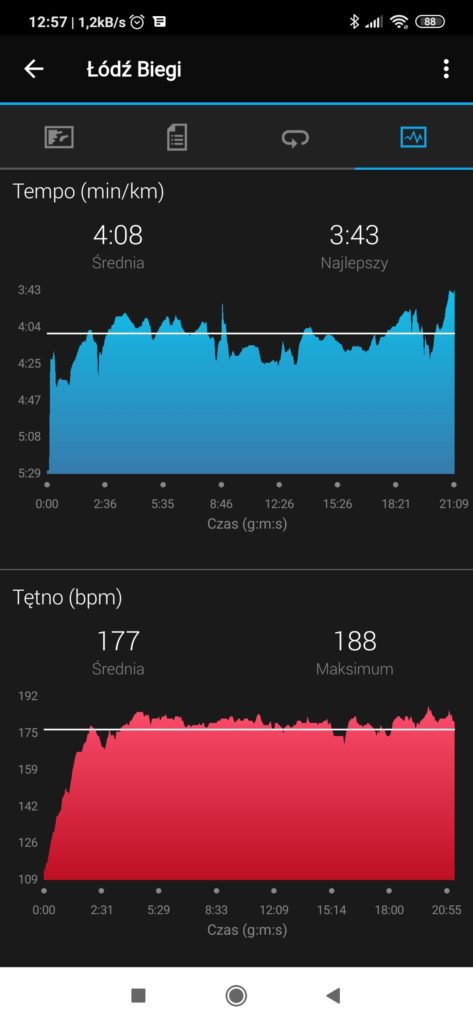 12:57 | 1,2kB/s
88
Łódź Biegi
Tempo (min/km)
4:08 3:43
Średnia Najlepszy
3:43
4:04
4:25
4:47
5:08
5:29
0:00 2:36 5:35 8:46 12:26 15:26 18:21 21:09
Czas (g:m:s)
Tętno (bpm)
177 188
Średnia Maksimum
192
175
159
142
126
109
0:00 2:31 5:29 8:33 12:09 15:14 18:00 20:55
Czas (g:m:s)